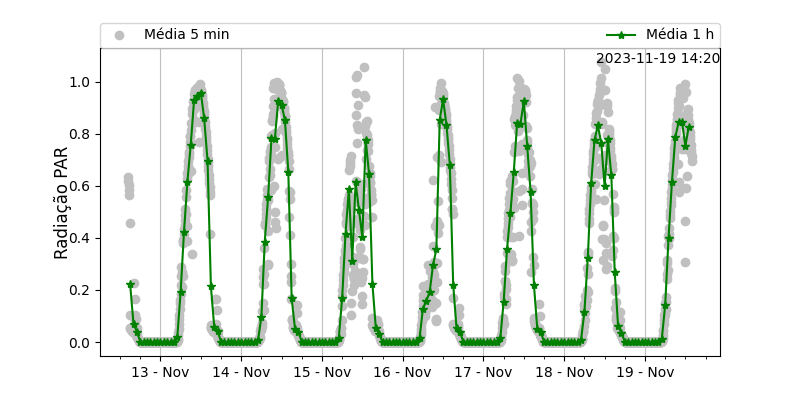 Média 5 min
Média 1 h
2023-11-19 14:20
Radiação PAR
1.0
0.8
0.6
0.4
0.2
0.0
13 - Nov
14 - Nov
15 - Nov
16 - Nov
17 - Nov
18 - Nov
19 - Nov